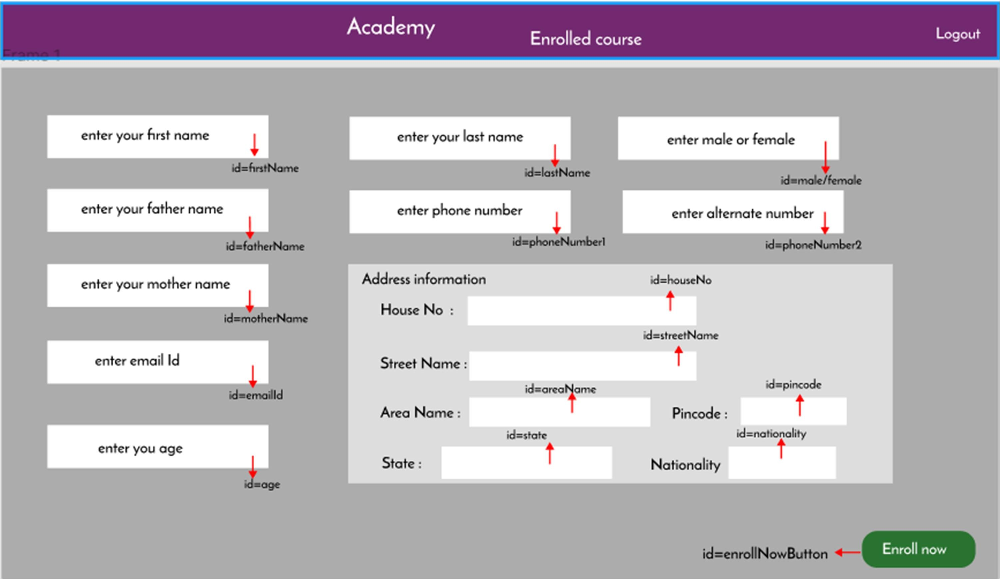 Academy
Enrolled course
Logout
Frame 1
enter your first name
id=firstName
enter your last name
id=lastName
enter male or female
id=male/female
enter your father name
id=fatherName
enter phone number
id=phoneNumber1
enter alternate number
id=phoneNumber2
enter your mother name
id=motherName
enter email Id
id=emailId
enter you age
id=age
Address information
id=houseNo
House No :
id=streetName
Street Name :
id=areaName
Area Name :
id=pincode
Pincode :
id=state
State :
id=nationality
Nationality
id=enrollNowButton
Enroll now